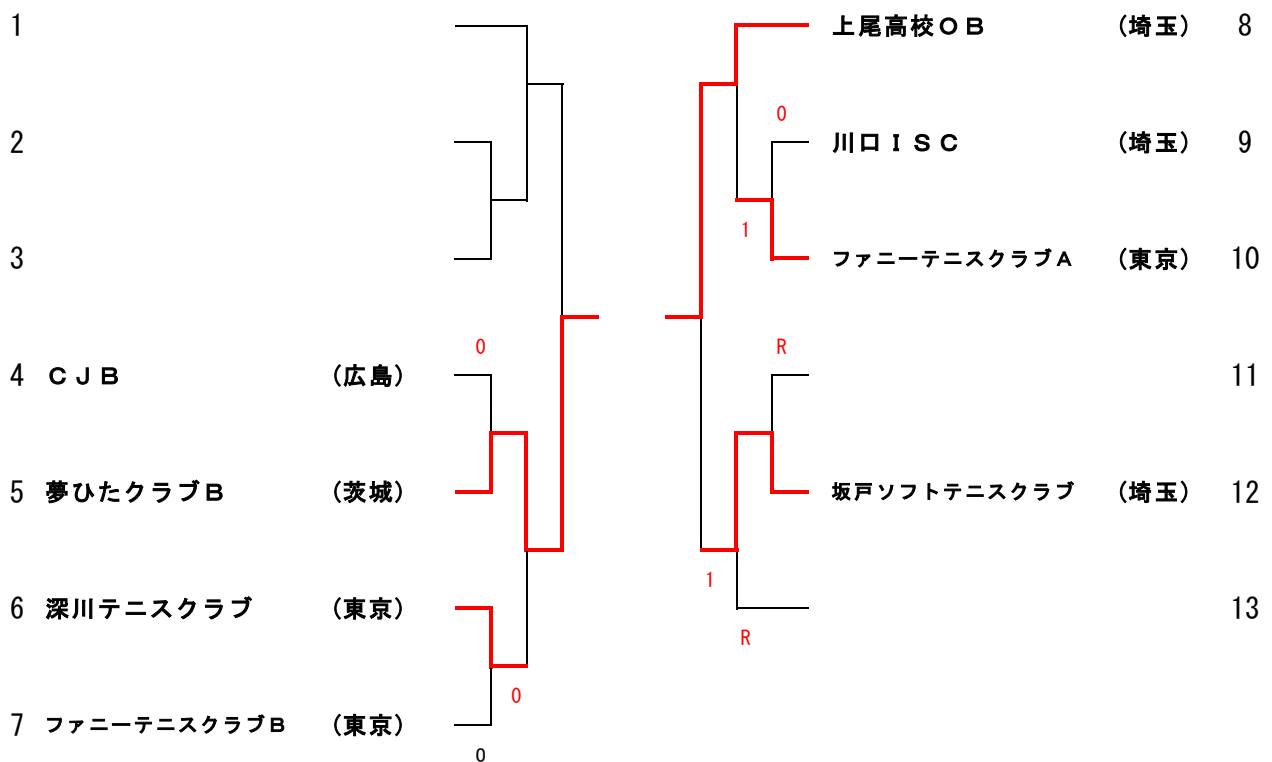 1
2
3
0
4 ＣＪＢ (広島)
5 夢ひたクラブＢ (茨城)
6 深川テニスクラブ (東京)
0
7 ファニーテニスクラブＢ (東京)
0
上尾高校ＯＢ (埼玉) 8
0
川口ＩＳＣ (埼玉) 9
1
ファニーテニスクラブＡ (東京) 10
R
11
坂戸ソフトテニスクラブ (埼玉) 12
1
13
R